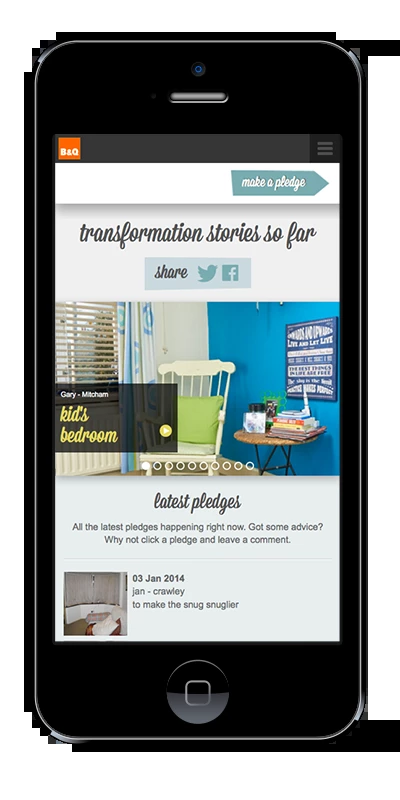 B&Q
make a pledge
transformation stories so far
share
Gary - Mitcham
kid's
bedroom
latest pledges
All the latest pledges happening right now. Got some advice?
Why not click a pledge and leave a comment.
03 Jan 2014
jan - crawley
to make the snug snuglier